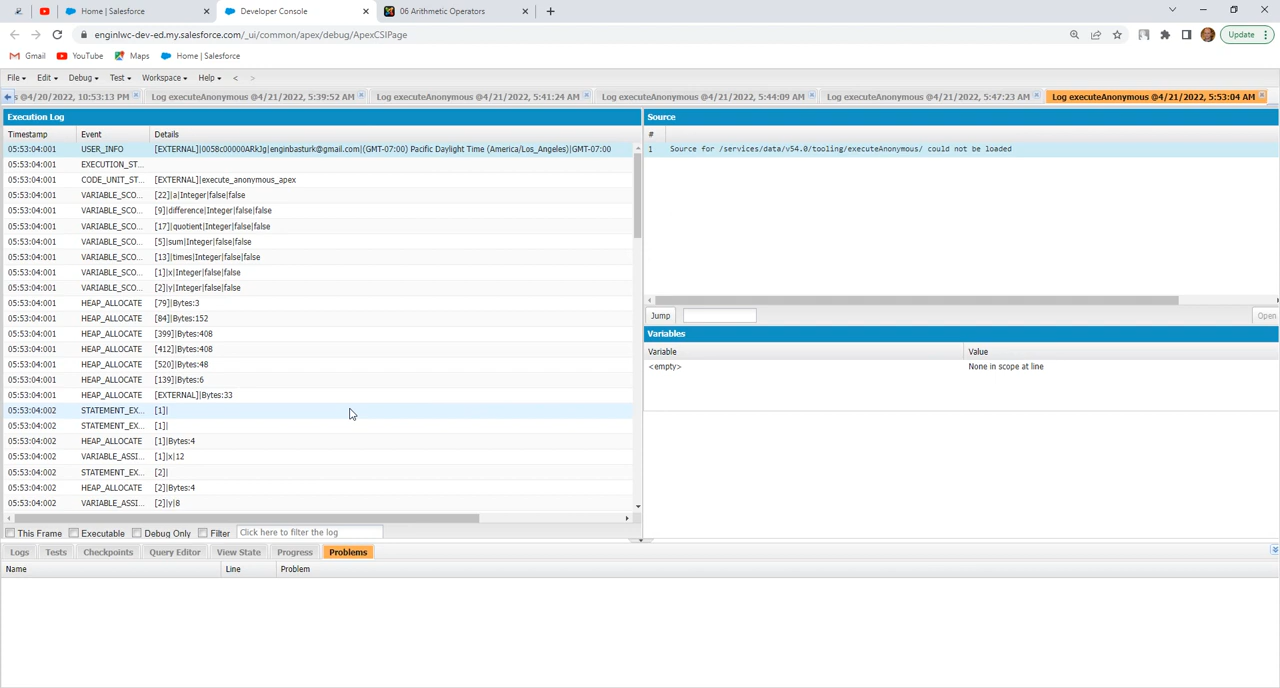 Home | Salesforce
Developer Console
06 Arithmetic Operators
enginlwc-dev-ed.my.salesforce.com/_ui/common/apex/debug/ApexCSIPage
Update
Gmail
YouTube
Maps
Home | Salesforce
File
Edit
Debug
Test
Workspace
Help
<
>
s @4/20/2022, 10:53:13 PM
Log executeAnonymous @4/21/2022, 5:39:52 AM
Log executeAnonymous @4/21/2022, 5:41:24 AM
Log executeAnonymous @4/21/2022, 5:44:09 AM
Log executeAnonymous @4/21/2022, 5:47:23 AM
Log executeAnonymous @4/21/2022, 5:53:04 AM
Execution Log
Timestamp Event Details
05:53:04:001 USER_INFO [EXTERNAL]|0058c00000ARkJg|enginbasturk@gmail.com|(GMT-07:00) Pacific Daylight Time (America/Los_Angeles)|GMT-07:00
05:53:04:001 EXECUTION_ST...
05:53:04:001 CODE_UNIT_ST... [EXTERNAL]|execute_anonymous_apex
05:53:04:001 VARIABLE_SCO... [22]|a|Integer|false|false
05:53:04:001 VARIABLE_SCO... [9]|difference|Integer|false|false
05:53:04:001 VARIABLE_SCO... [17]|quotient|Integer|false|false
05:53:04:001 VARIABLE_SCO... [5]|sum|Integer|false|false
05:53:04:001 VARIABLE_SCO... [13]|times|Integer|false|false
05:53:04:001 VARIABLE_SCO... [1]|x|Integer|false|false
05:53:04:001 VARIABLE_SCO... [2]|y|Integer|false|false
05:53:04:001 HEAP_ALLOCATE [79]|Bytes:3
05:53:04:001 HEAP_ALLOCATE [84]|Bytes:152
05:53:04:001 HEAP_ALLOCATE [399]|Bytes:408
05:53:04:001 HEAP_ALLOCATE [412]|Bytes:408
05:53:04:001 HEAP_ALLOCATE [520]|Bytes:48
05:53:04:001 HEAP_ALLOCATE [139]|Bytes:6
05:53:04:001 HEAP_ALLOCATE [EXTERNAL]|Bytes:33
05:53:04:002 STATEMENT_EX... [1]|
05:53:04:002 STATEMENT_EX... [1]|
05:53:04:002 HEAP_ALLOCATE [1]|Bytes:4
05:53:04:002 VARIABLE_ASSI... [1]|x|12
05:53:04:002 STATEMENT_EX... [2]|
05:53:04:002 HEAP_ALLOCATE [2]|Bytes:4
05:53:04:002 VARIABLE_ASSI... [2]|y|8
This Frame Executable Debug Only Filter Click here to filter the log
Source
#
1 Source for /services/data/v54.0/tooling/executeAnonymous/ could not be loaded
Jump
Open
Variables
Variable Value
<empty> None in scope at line
Logs Tests Checkpoints Query Editor View State Progress Problems
Name Line Problem